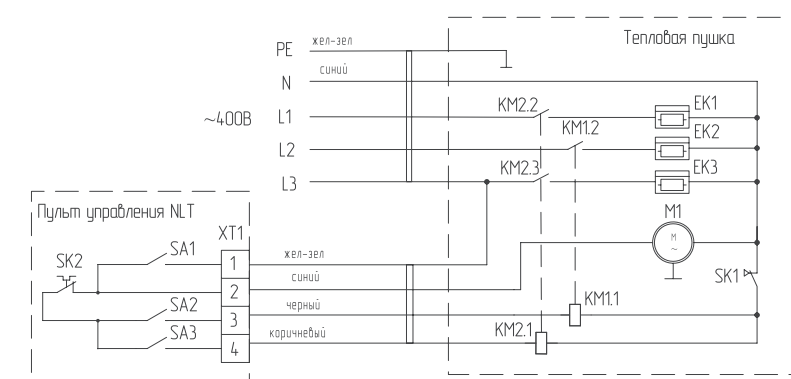 Тепловая пушка
PE жел-зел
N синий
~400В
L1 KM2.2 EK1
KM1.2 EK2
L2
KM2.3 EK3
L3
Пульт управления NLT
M1
XT1
M
~
SA1 1 жел-зел
SK2
синий
2
SK1
SA2 3 черный KM1.1
SA3 4 коричневый KM2.1